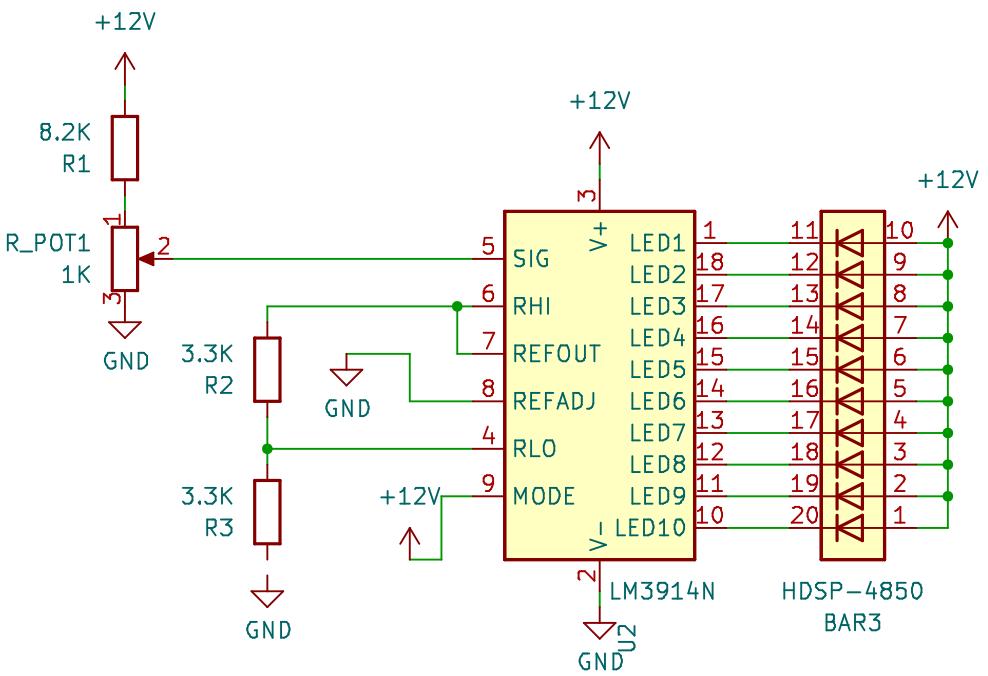 +12V
8.2K
R1
1
R_POT1
1K
2
3
GND
+12V
3
V+
5
SIG
6
RHI
7
REFOUT
8
REFADJ
4
RLO
9
MODE
V-
2
GND
U2
LM3914N
3.3K
R2
3.3K
R3
GND
GND
+12V
LED1
1
11
10
LED2
18
12
9
LED3
17
13
8
LED4
16
14
7
LED5
15
15
6
LED6
14
16
5
LED7
13
17
4
LED8
12
18
3
LED9
11
19
2
LED10
10
20
1
+12V
HDSP-4850
BAR3